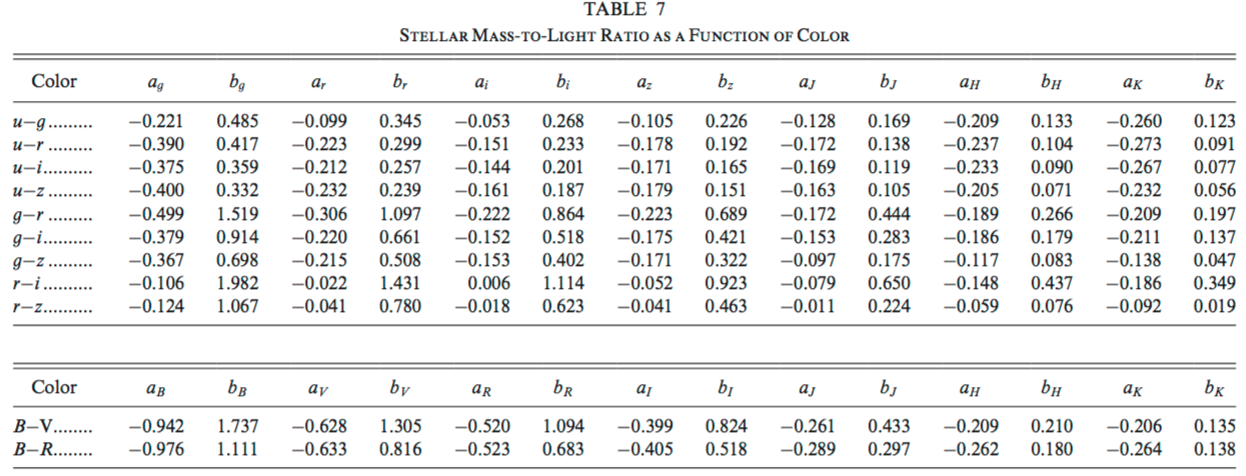 TABLE 7
STELLAR MASS-TO-LIGHT RATIO AS A FUNCTION OF COLOR
Color a_g b_g a_r b_r a_i b_i a_z b_z a_J b_J a_H b_H a_K b_K
u−g......... −0.221 0.485 −0.099 0.345 −0.053 0.268 −0.105 0.226 −0.128 0.169 −0.209 0.133 −0.260 0.123
u−r ......... −0.390 0.417 −0.223 0.299 −0.151 0.233 −0.178 0.192 −0.172 0.138 −0.237 0.104 −0.273 0.091
u−i.......... −0.375 0.359 −0.212 0.257 −0.144 0.201 −0.171 0.165 −0.169 0.119 −0.233 0.090 −0.267 0.077
u−z ......... −0.400 0.332 −0.232 0.239 −0.161 0.187 −0.179 0.151 −0.163 0.105 −0.205 0.071 −0.232 0.056
g−r .......... −0.499 1.519 −0.306 1.097 −0.222 0.864 −0.223 0.689 −0.172 0.444 −0.189 0.266 −0.209 0.197
g−i.......... −0.379 0.914 −0.220 0.661 −0.152 0.518 −0.175 0.421 −0.153 0.283 −0.186 0.179 −0.211 0.137
g−z ......... −0.367 0.698 −0.215 0.508 −0.153 0.402 −0.171 0.322 −0.097 0.175 −0.117 0.083 −0.138 0.047
r−i .......... −0.106 1.982 −0.022 1.431 0.006 1.114 −0.052 0.923 −0.079 0.650 −0.148 0.437 −0.186 0.349
r−z.......... −0.124 1.067 −0.041 0.780 −0.018 0.623 −0.041 0.463 −0.011 0.224 −0.059 0.076 −0.092 0.019
Color a_B b_B a_V b_V a_R b_R a_I b_I a_J b_J a_H b_H a_K b_K
B−V........ −0.942 1.737 −0.628 1.305 −0.520 1.094 −0.399 0.824 −0.261 0.433 −0.209 0.210 −0.206 0.135
B−R........ −0.976 1.111 −0.633 0.816 −0.523 0.683 −0.405 0.518 −0.289 0.297 −0.262 0.180 −0.264 0.138